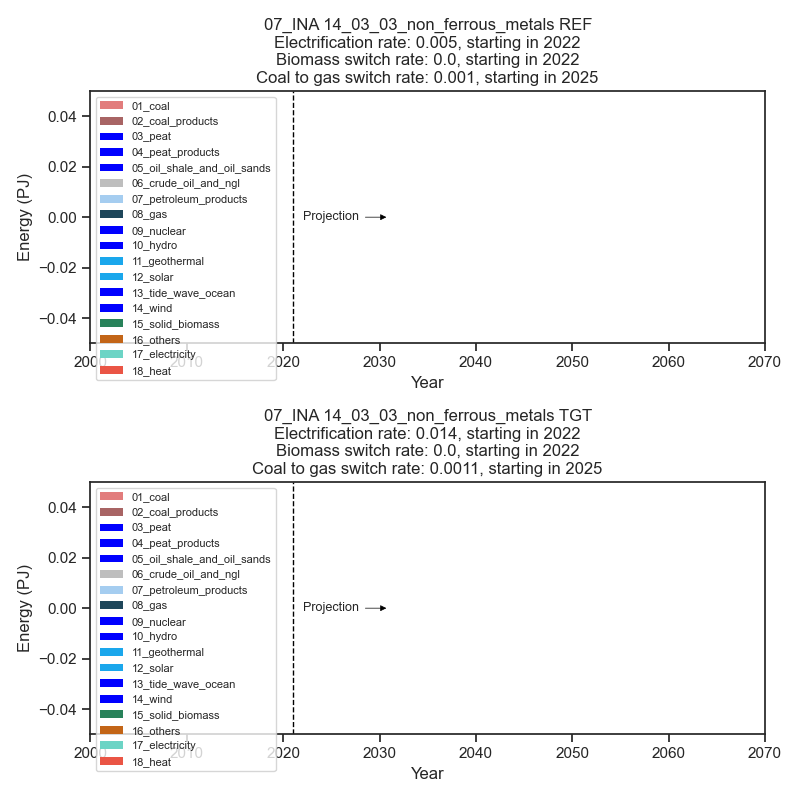 07_INA 14_03_03_non_ferrous_metals REF
Electrification rate: 0.005, starting in 2022
Biomass switch rate: 0.0, starting in 2022
Coal to gas switch rate: 0.001, starting in 2025
Energy (PJ)
0.04
0.02
0.00
−0.02
−0.04
01_coal
02_coal_products
03_peat
04_peat_products
05_oil_shale_and_oil_sands
06_crude_oil_and_ngl
07_petroleum_products
08_gas
09_nuclear
10_hydro
11_geothermal
12_solar
13_tide_wave_ocean
14_wind
15_solid_biomass
16_others
17_electricity
18_heat
Projection
2000 2010 2020 2030 2040 2050 2060 2070
Year
07_INA 14_03_03_non_ferrous_metals TGT
Electrification rate: 0.014, starting in 2022
Biomass switch rate: 0.0, starting in 2022
Coal to gas switch rate: 0.0011, starting in 2025
Energy (PJ)
0.04
0.02
0.00
−0.02
−0.04
01_coal
02_coal_products
03_peat
04_peat_products
05_oil_shale_and_oil_sands
06_crude_oil_and_ngl
07_petroleum_products
08_gas
09_nuclear
10_hydro
11_geothermal
12_solar
13_tide_wave_ocean
14_wind
15_solid_biomass
16_others
17_electricity
18_heat
Projection
2000 2010 2020 2030 2040 2050 2060 2070
Year